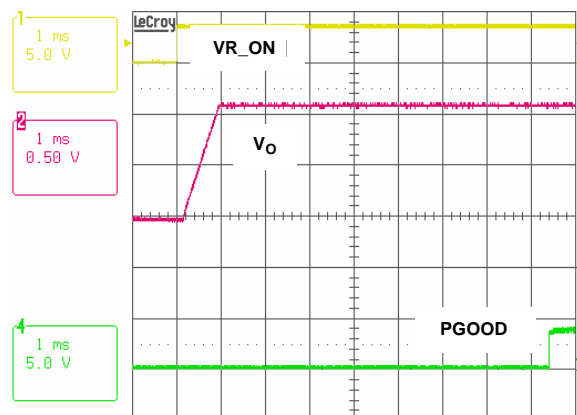 1
1 ms
5.0 V
LeCroy
VR_ON
2
1 ms
0.50 V
VO
4
1 ms
5.0 V
PGOOD